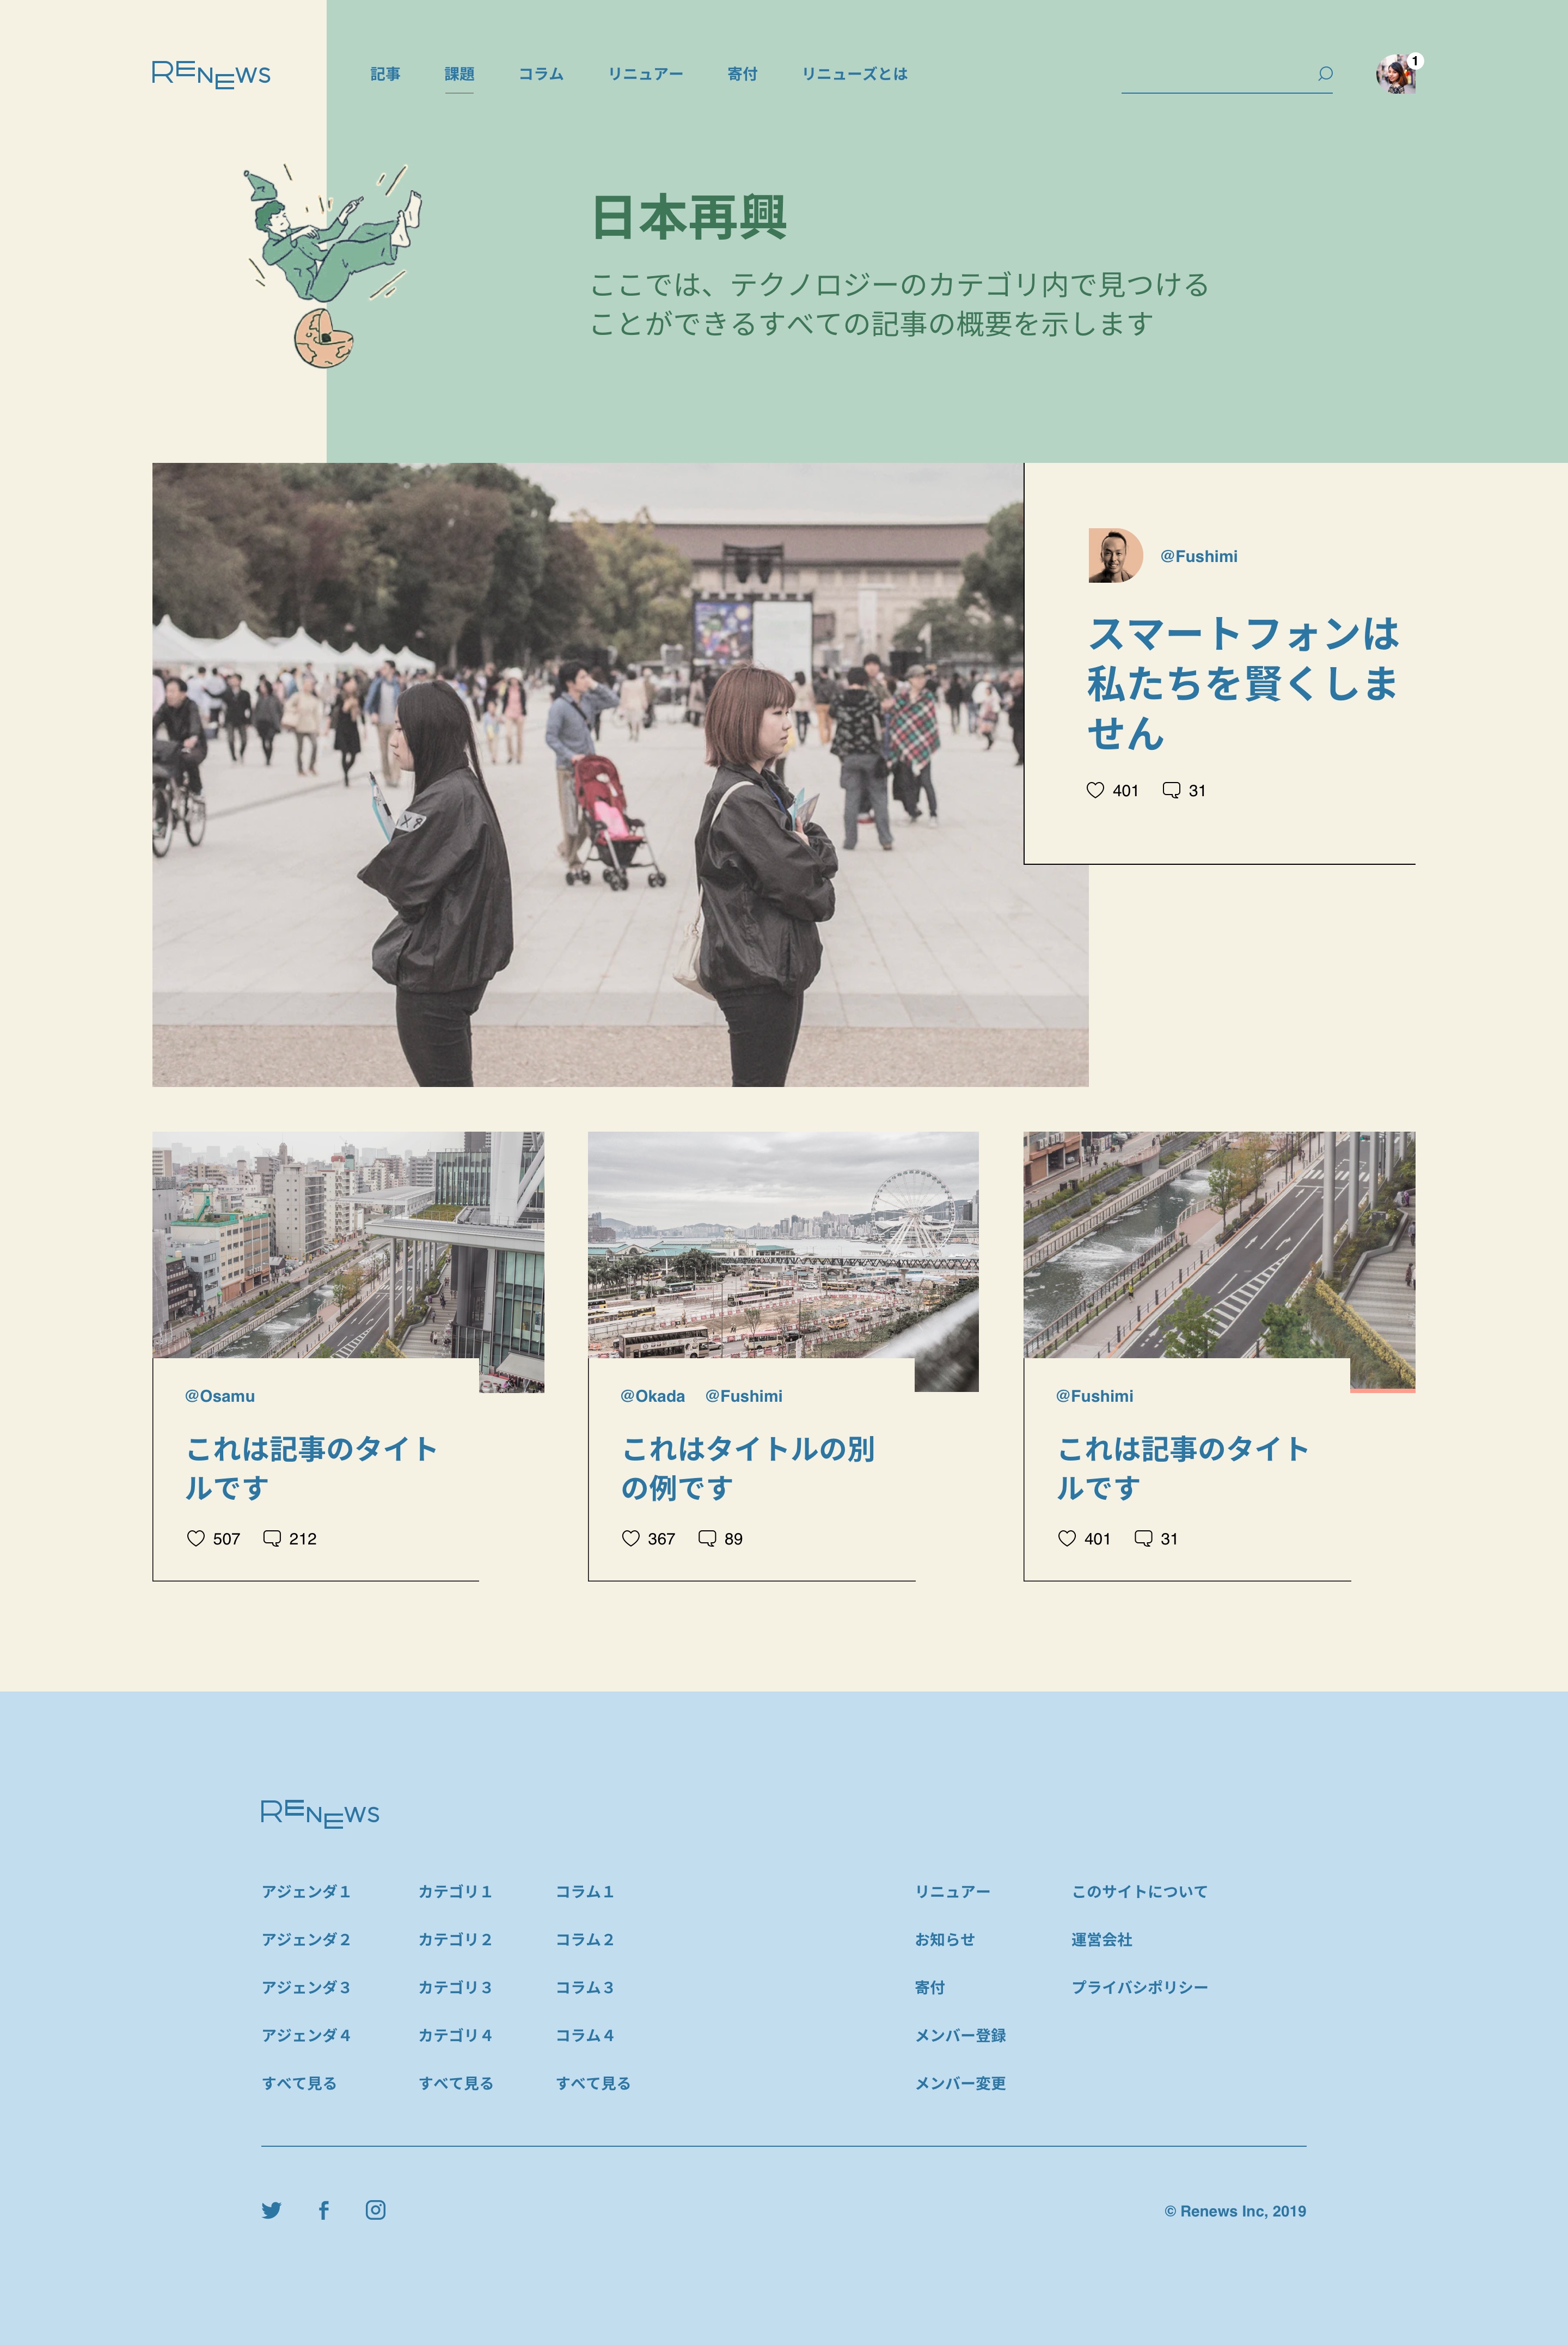 RENEWS
記事 課題 コラム リニュアー 寄付 リニューズとは
1
日本再興
ここでは、テクノロジーのカテゴリ内で見つける
ことができるすべての記事の概要を示します
@Fushimi
スマートフォンは
私たちを賢くしま
せん
401 31
@Osamu
これは記事のタイト
ルです
507 212
@Okada @Fushimi
これはタイトルの別
の例です
367 89
@Fushimi
これは記事のタイト
ルです
401 31
RENEWS
アジェンダ１ カテゴリ１ コラム１ リニュアー このサイトについて
アジェンダ２ カテゴリ２ コラム２ お知らせ 運営会社
アジェンダ３ カテゴリ３ コラム３ 寄付 プライバシポリシー
アジェンダ４ カテゴリ４ コラム４ メンバー登録
すべて見る すべて見る すべて見る メンバー変更
© Renews Inc, 2019